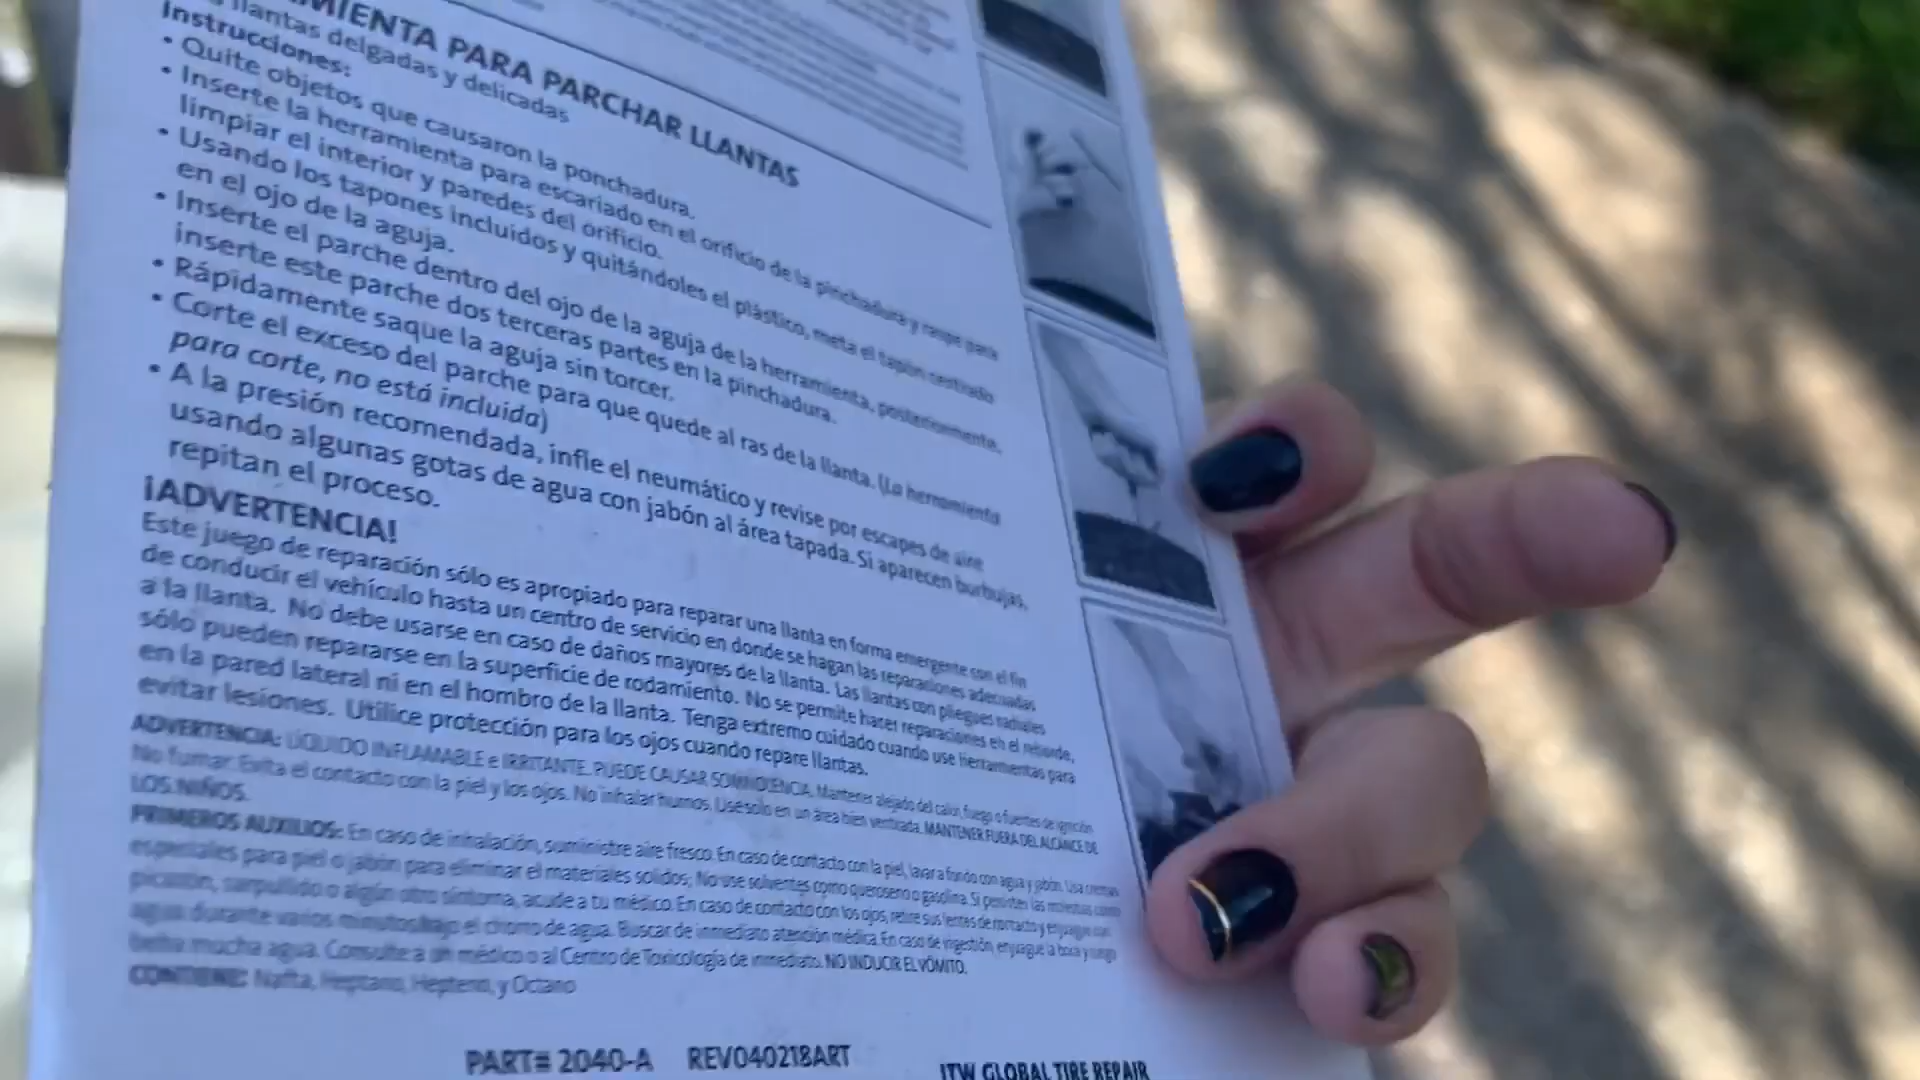 MIENTA PARA PARCHAR LLANTAS
llantas delgadas y delicadas
Instrucciones:
• Quite objetos que causaron la ponchadura.
• Inserte la herramienta para escariado en el orificio de la pinchadura y raspe para
limpiar el interior y paredes del orificio.
• Usando los tapones incluidos y quitándoles el plástico, meta el tapón centrado
en el ojo de la aguja.
• Inserte el parche dentro del ojo de la aguja de la herramienta, posteriormente,
inserte este parche dos terceras partes en la pinchadura.
• Rápidamente saque la aguja sin torcer.
• Corte el exceso del parche para que quede al ras de la llanta. (La herramienta
para corte, no está incluida)
• A la presión recomendada, infle el neumático y revise por escapes de aire
usando algunas gotas de agua con jabón al área tapada. Si aparecen burbujas,
repitan el proceso.
¡ADVERTENCIA!
Este juego de reparación sólo es apropiado para reparar una llanta en forma emergente con el fin
de conducir el vehículo hasta un centro de servicio en donde se hagan las reparaciones adecuadas
a la llanta. No debe usarse en caso de daños mayores de la llanta. Las llantas con pliegues radiales
sólo pueden repararse en la superficie de rodamiento. No se permite hacer reparaciones en el reborde,
en la pared lateral ni en el hombro de la llanta. Tenga extremo cuidado cuando use herramientas para
evitar lesiones. Utilice protección para los ojos cuando repare llantas.
ADVERTENCIA: LÍQUIDO INFLAMABLE e IRRITANTE. PUEDE CAUSAR SOMNOLENCIA. Mantener alejado del calor, fuego o fuentes de ignición.
No fumar. Evita el contacto con la piel y los ojos. No inhalar humos. Use sólo en un área bien ventilada. MANTENER FUERA DEL ALCANCE DE
LOS NIÑOS.
PRIMEROS AUXILIOS: En caso de inhalación, suministre aire fresco. En caso de contacto con la piel, lavar a fondo con agua y jabón. Usa cremas
especiales para piel o jabón para eliminar el materiales solidos; No use solventes como queroseno o gasolina. Si persisten las molestias como
picazón, sarpullido o algún otro síntoma, acude a tu médico. En caso de contacto con los ojos, retire sus lentes de contacto y enjuague con
agua durante varios minutos bajo el chorro de agua. Buscar de inmediato atención médica. En caso de ingestión, enjuague la boca y luego
beba mucha agua. Consulte a un médico o al Centro de Toxicología de inmediato. NO INDUCIR EL VÓMITO.
CONTIENE: Nafta, Heptano, Hepteno, y Octano
PART# 2040-A REV040218ART
ITW GLOBAL TIRE REPAIR